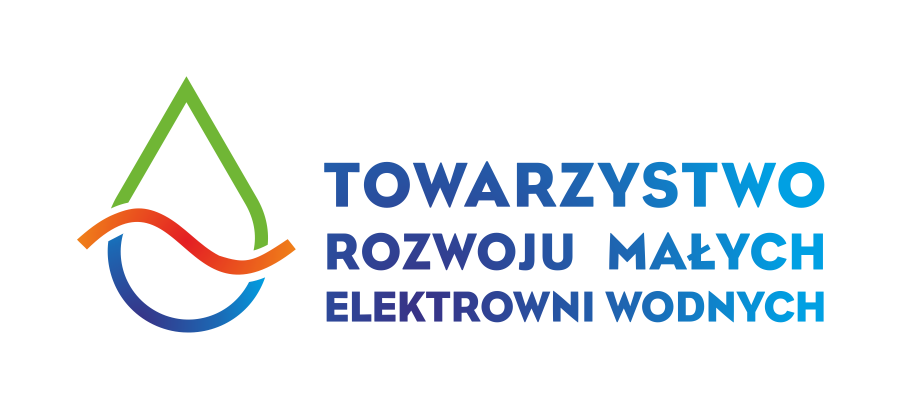 TOWARZYSTWO
ROZWOJU MAŁYCH
ELEKTROWNI WODNYCH